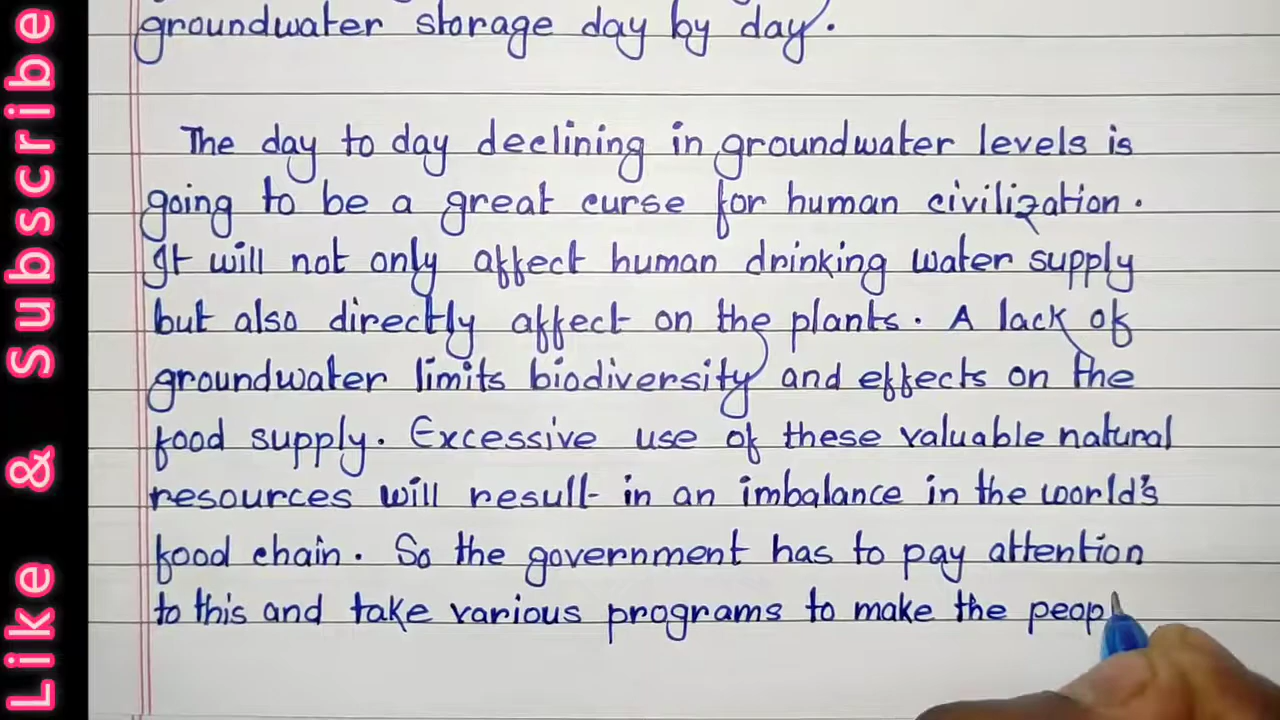 groundwater storage day by day.
The day to day declining in groundwater levels is
going to be a great curse for human civilization.
It will not only affect human drinking water supply
but also directly affect on the plants. A lack of
groundwater limits biodiversity and effects on the
food supply. Excessive use of these valuable natural
resources will result in an imbalance in the world's
food chain. So the government has to pay attention
to this and take various programs to make the peop
Like & Subscribe